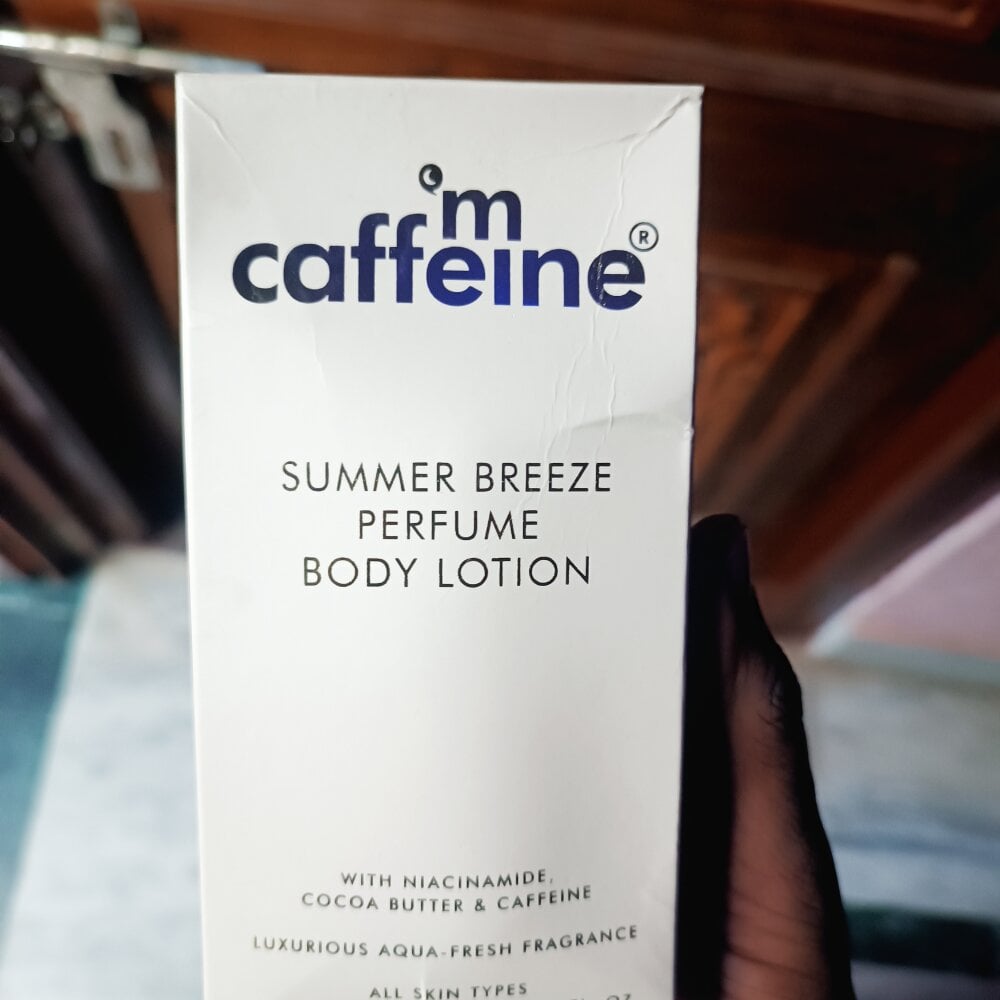 'm
caffeine®
SUMMER BREEZE
PERFUME
BODY LOTION
WITH NIACINAMIDE,
COCOA BUTTER & CAFFEINE
LUXURIOUS AQUA-FRESH FRAGRANCE
ALL SKIN TYPES